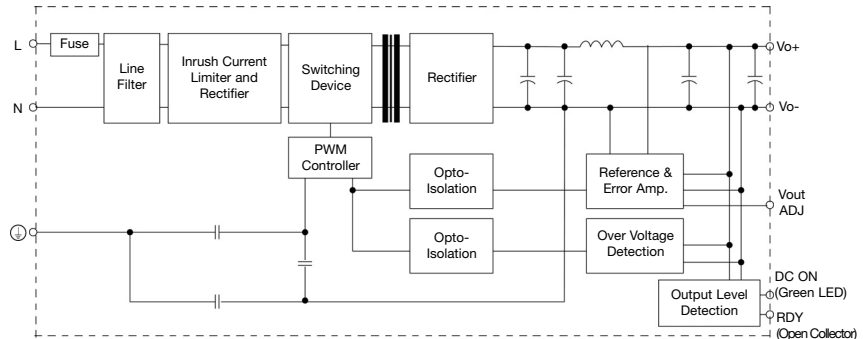 L
Fuse
Line
Filter
Inrush Current
Limiter and
Rectifier
Switching
Device
Rectifier
Vo+
N
Vo-
PWM
Controller
Opto-
Isolation
Reference &
Error Amp.
Vout
ADJ
Opto-
Isolation
Over Voltage
Detection
Output Level
Detection
DC ON
(Green LED)
RDY
(Open Collector)